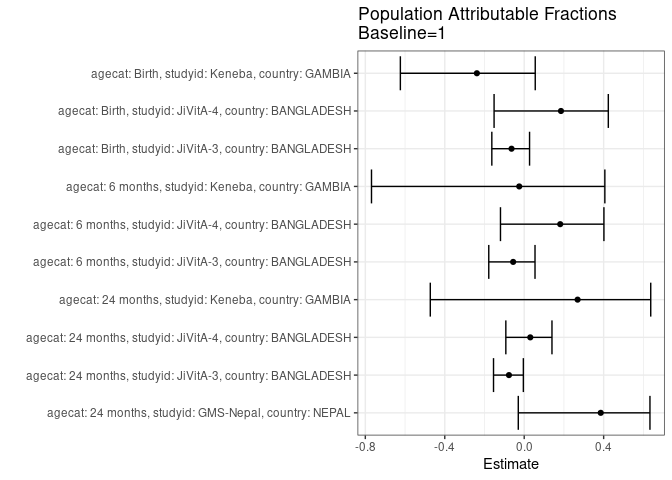 Population Attributable Fractions
Baseline=1
agecat: Birth, studyid: Keneba, country: GAMBIA
agecat: Birth, studyid: JiVitA-4, country: BANGLADESH
agecat: Birth, studyid: JiVitA-3, country: BANGLADESH
agecat: 6 months, studyid: Keneba, country: GAMBIA
agecat: 6 months, studyid: JiVitA-4, country: BANGLADESH
agecat: 6 months, studyid: JiVitA-3, country: BANGLADESH
agecat: 24 months, studyid: Keneba, country: GAMBIA
agecat: 24 months, studyid: JiVitA-4, country: BANGLADESH
agecat: 24 months, studyid: JiVitA-3, country: BANGLADESH
agecat: 24 months, studyid: GMS-Nepal, country: NEPAL
-0.8 -0.4 0.0 0.4
Estimate